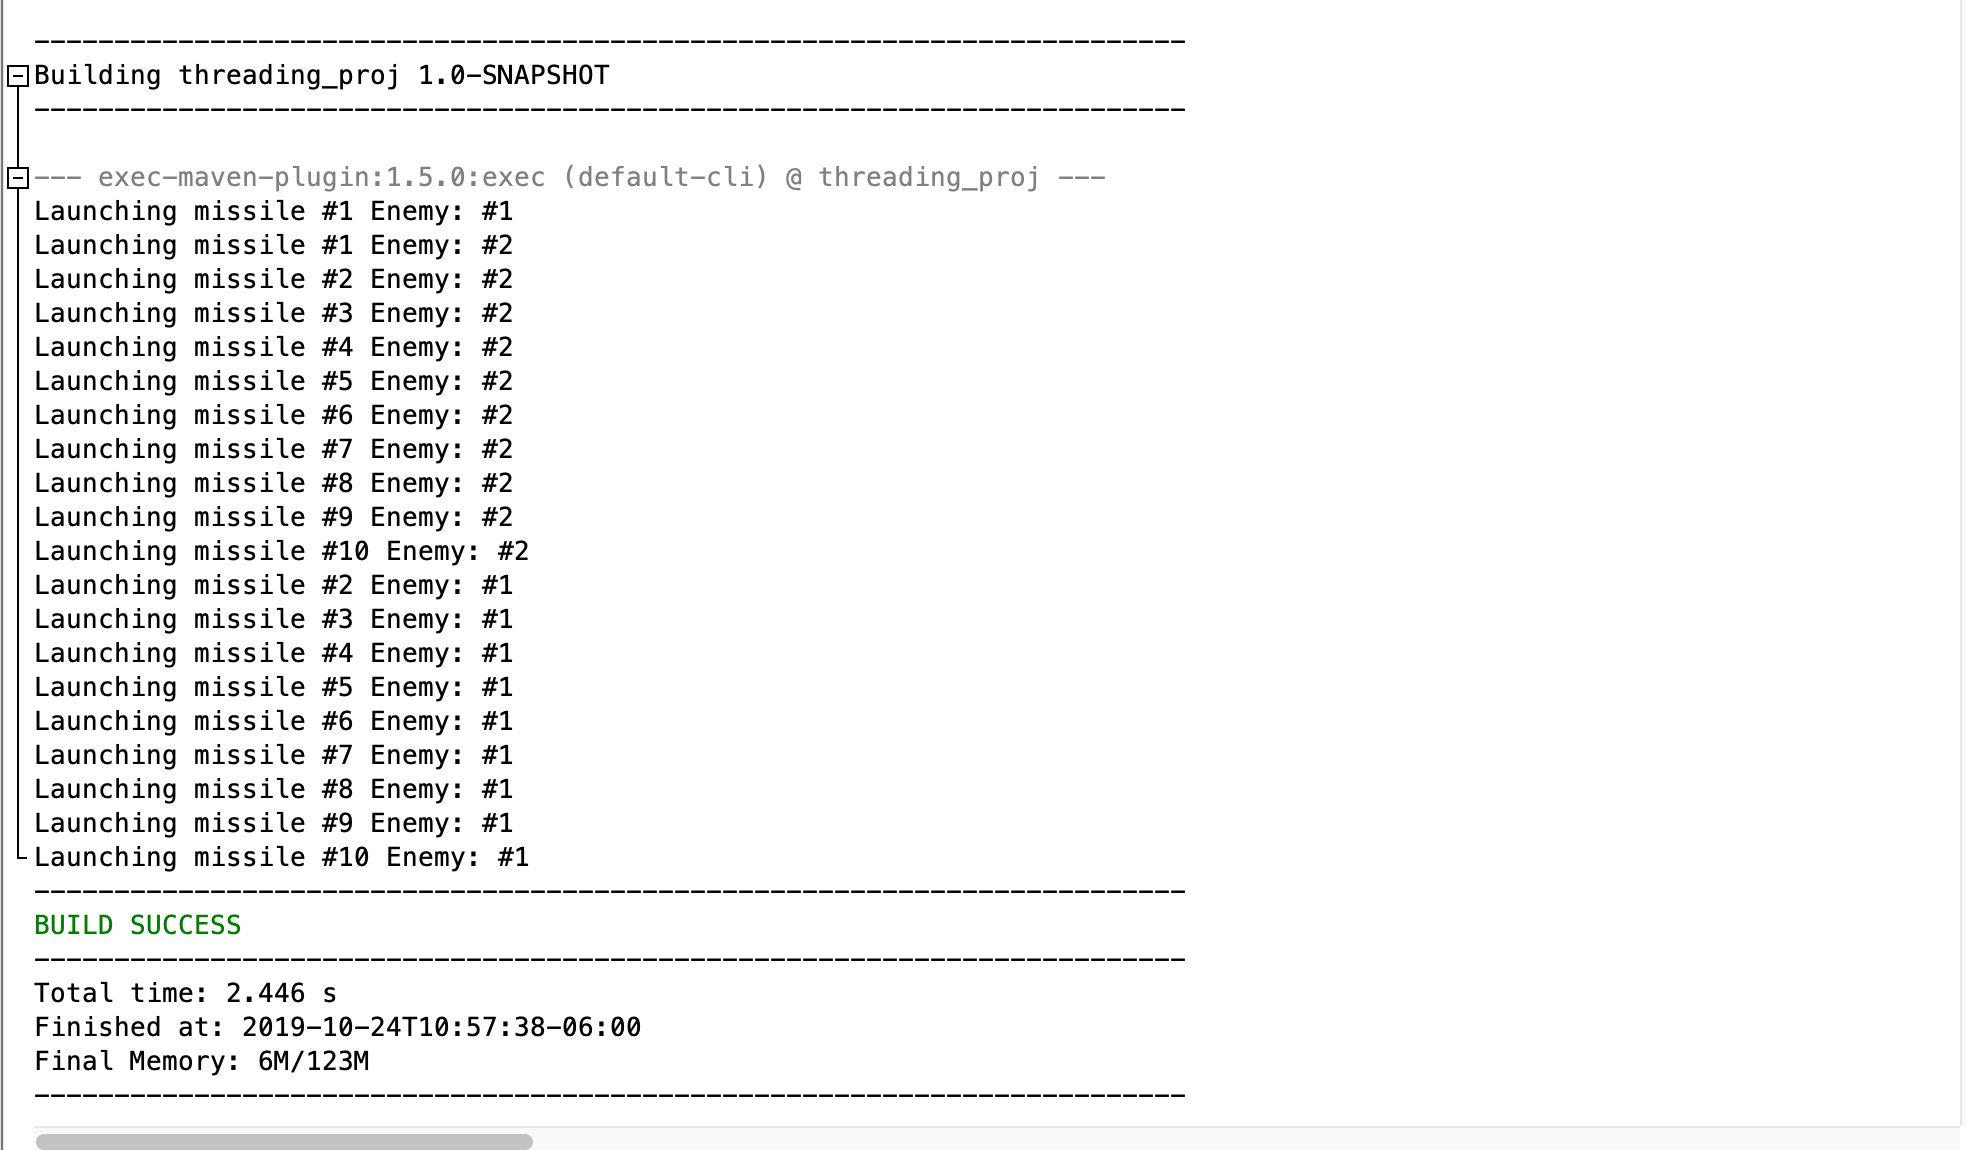 ------------------------------------------------------------------------
Building threading_proj 1.0-SNAPSHOT
------------------------------------------------------------------------
--- exec-maven-plugin:1.5.0:exec (default-cli) @ threading_proj ---
Launching missile #1 Enemy: #1
Launching missile #1 Enemy: #2
Launching missile #2 Enemy: #2
Launching missile #3 Enemy: #2
Launching missile #4 Enemy: #2
Launching missile #5 Enemy: #2
Launching missile #6 Enemy: #2
Launching missile #7 Enemy: #2
Launching missile #8 Enemy: #2
Launching missile #9 Enemy: #2
Launching missile #10 Enemy: #2
Launching missile #2 Enemy: #1
Launching missile #3 Enemy: #1
Launching missile #4 Enemy: #1
Launching missile #5 Enemy: #1
Launching missile #6 Enemy: #1
Launching missile #7 Enemy: #1
Launching missile #8 Enemy: #1
Launching missile #9 Enemy: #1
Launching missile #10 Enemy: #1
------------------------------------------------------------------------
BUILD SUCCESS
------------------------------------------------------------------------
Total time: 2.446 s
Finished at: 2019-10-24T10:57:38-06:00
Final Memory: 6M/123M
------------------------------------------------------------------------